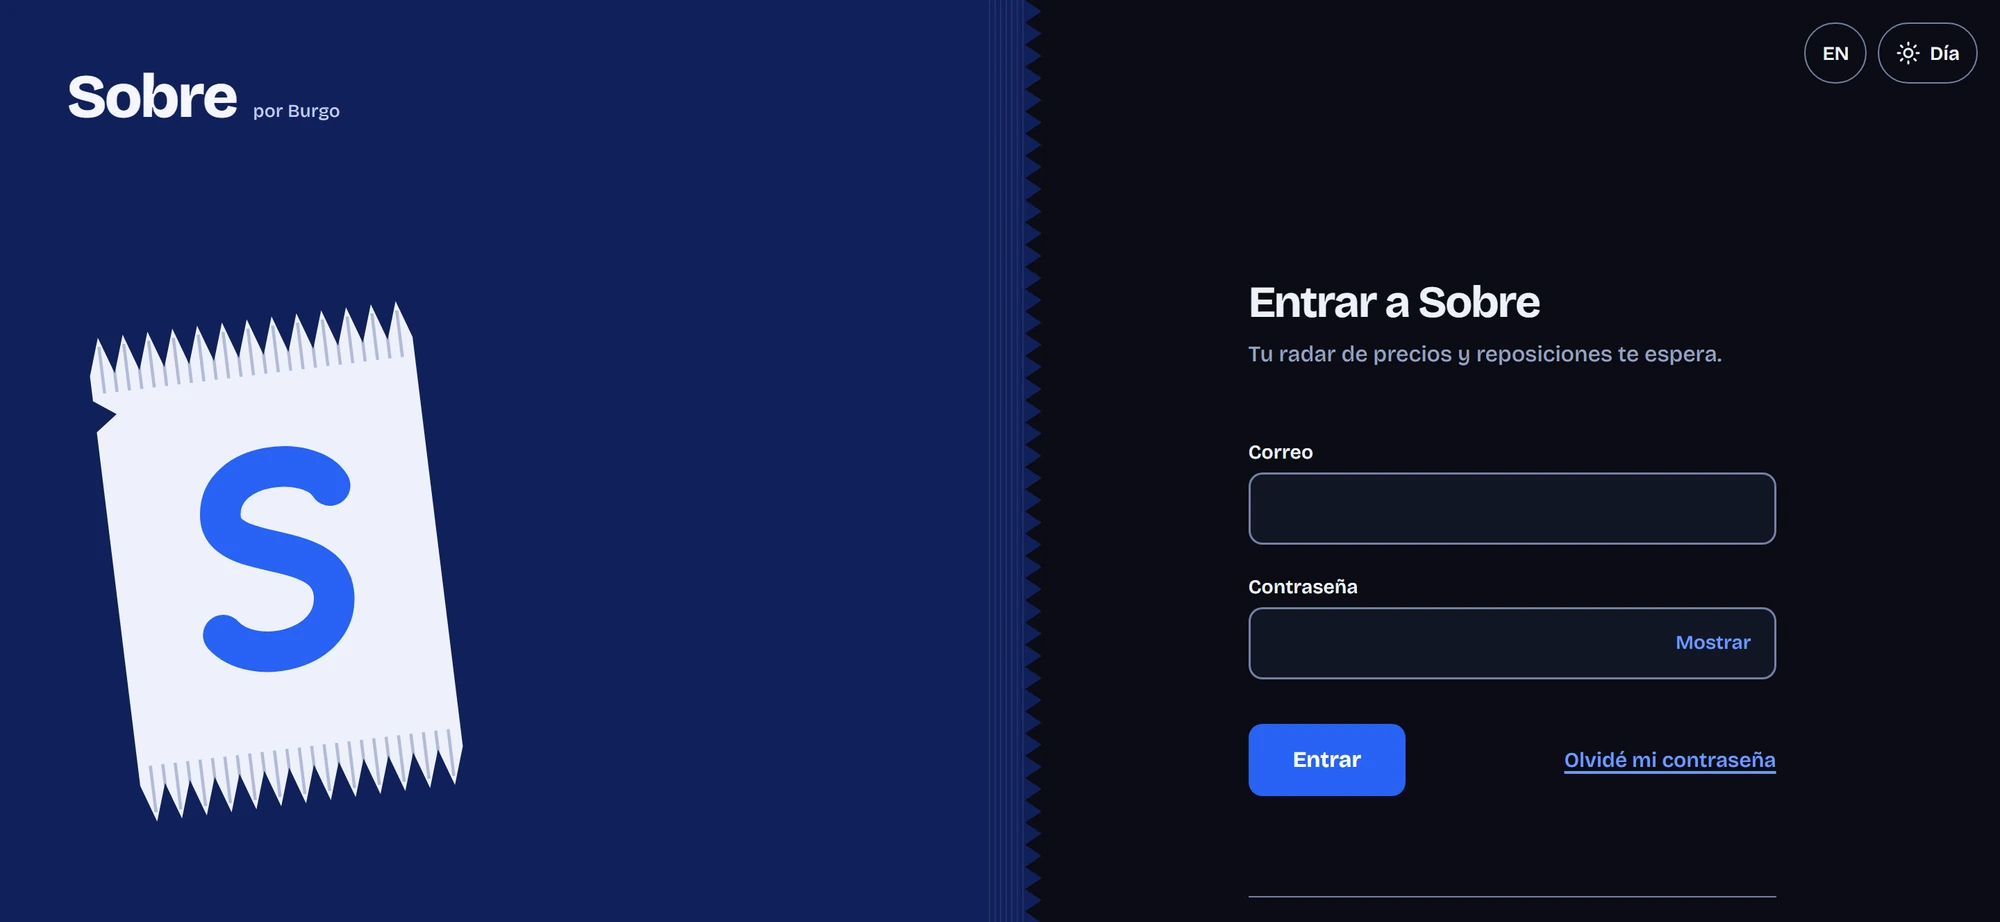 Sobre por Burgo
EN
Día
S
Entrar a Sobre
Tu radar de precios y reposiciones te espera.
Correo
Contraseña
Mostrar
Entrar
Olvidé mi contraseña